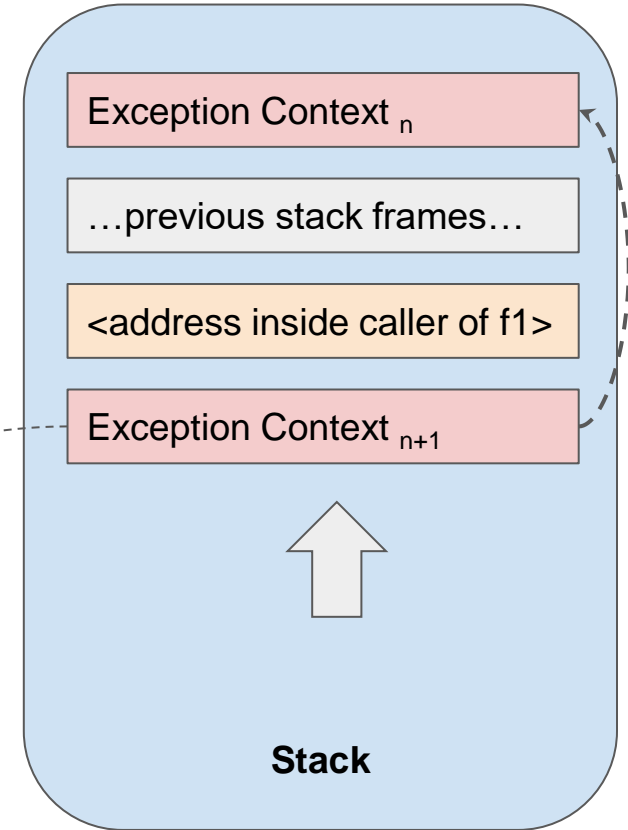 Exception Context n
…previous stack frames…
<address inside caller of f1>
Exception Context n+1
Stack